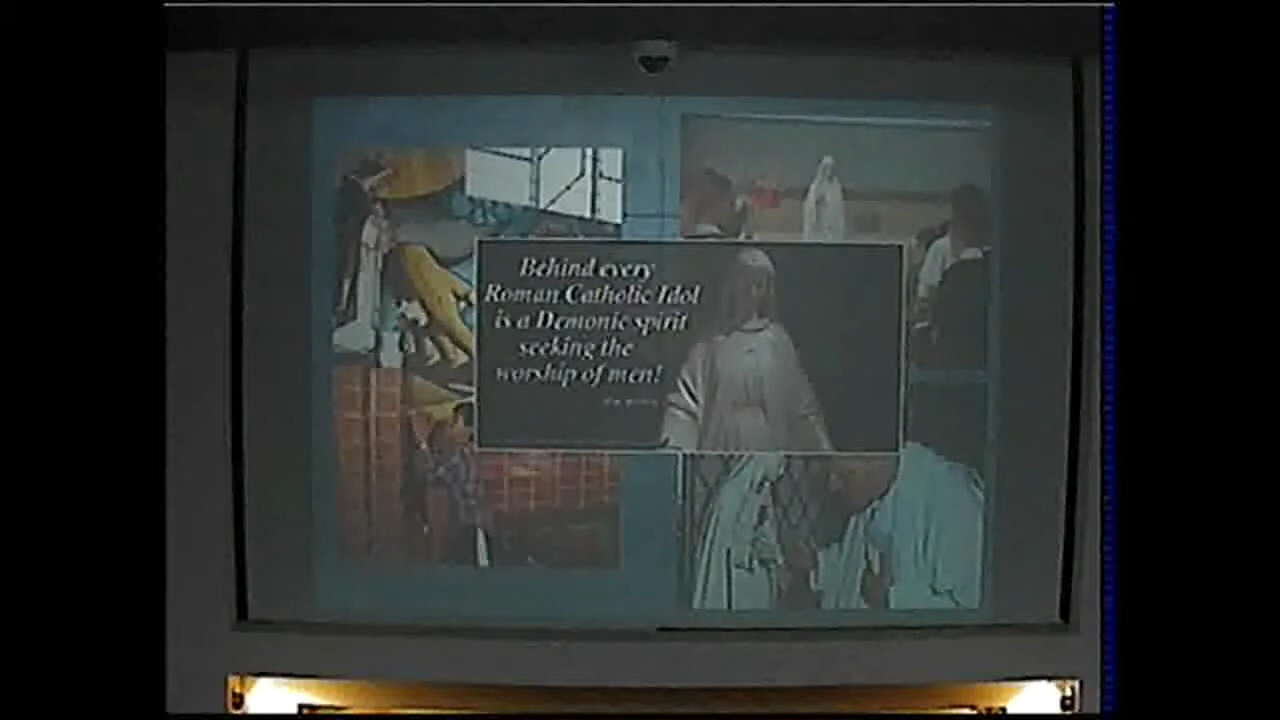 Behind every
Roman Catholic Idol
is a Demonic spirit
seeking the
worship of men!